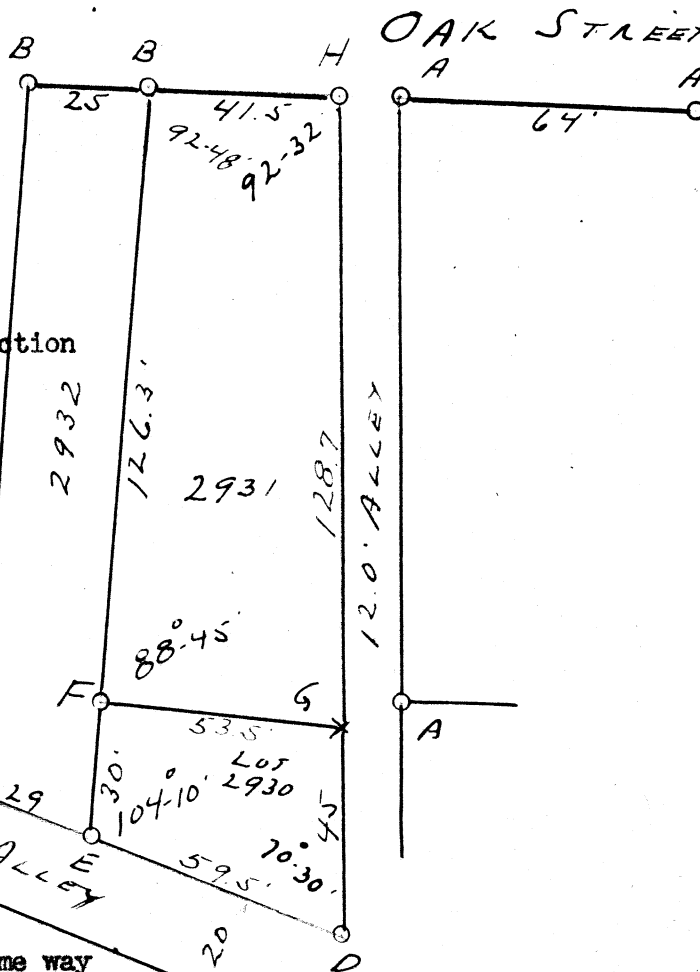 OAK STREET
B
B
H
A
A
25
41.5
64'
92-48'
92-32'
ction
2932
126.3'
2931
128.7
12.0' ALLEY
88°-45'
F
G
53.5'
A
LOT
2930
30'
104°-10'
45
70°-30'
29
E
59.5'
ALLEY
20
me way
D